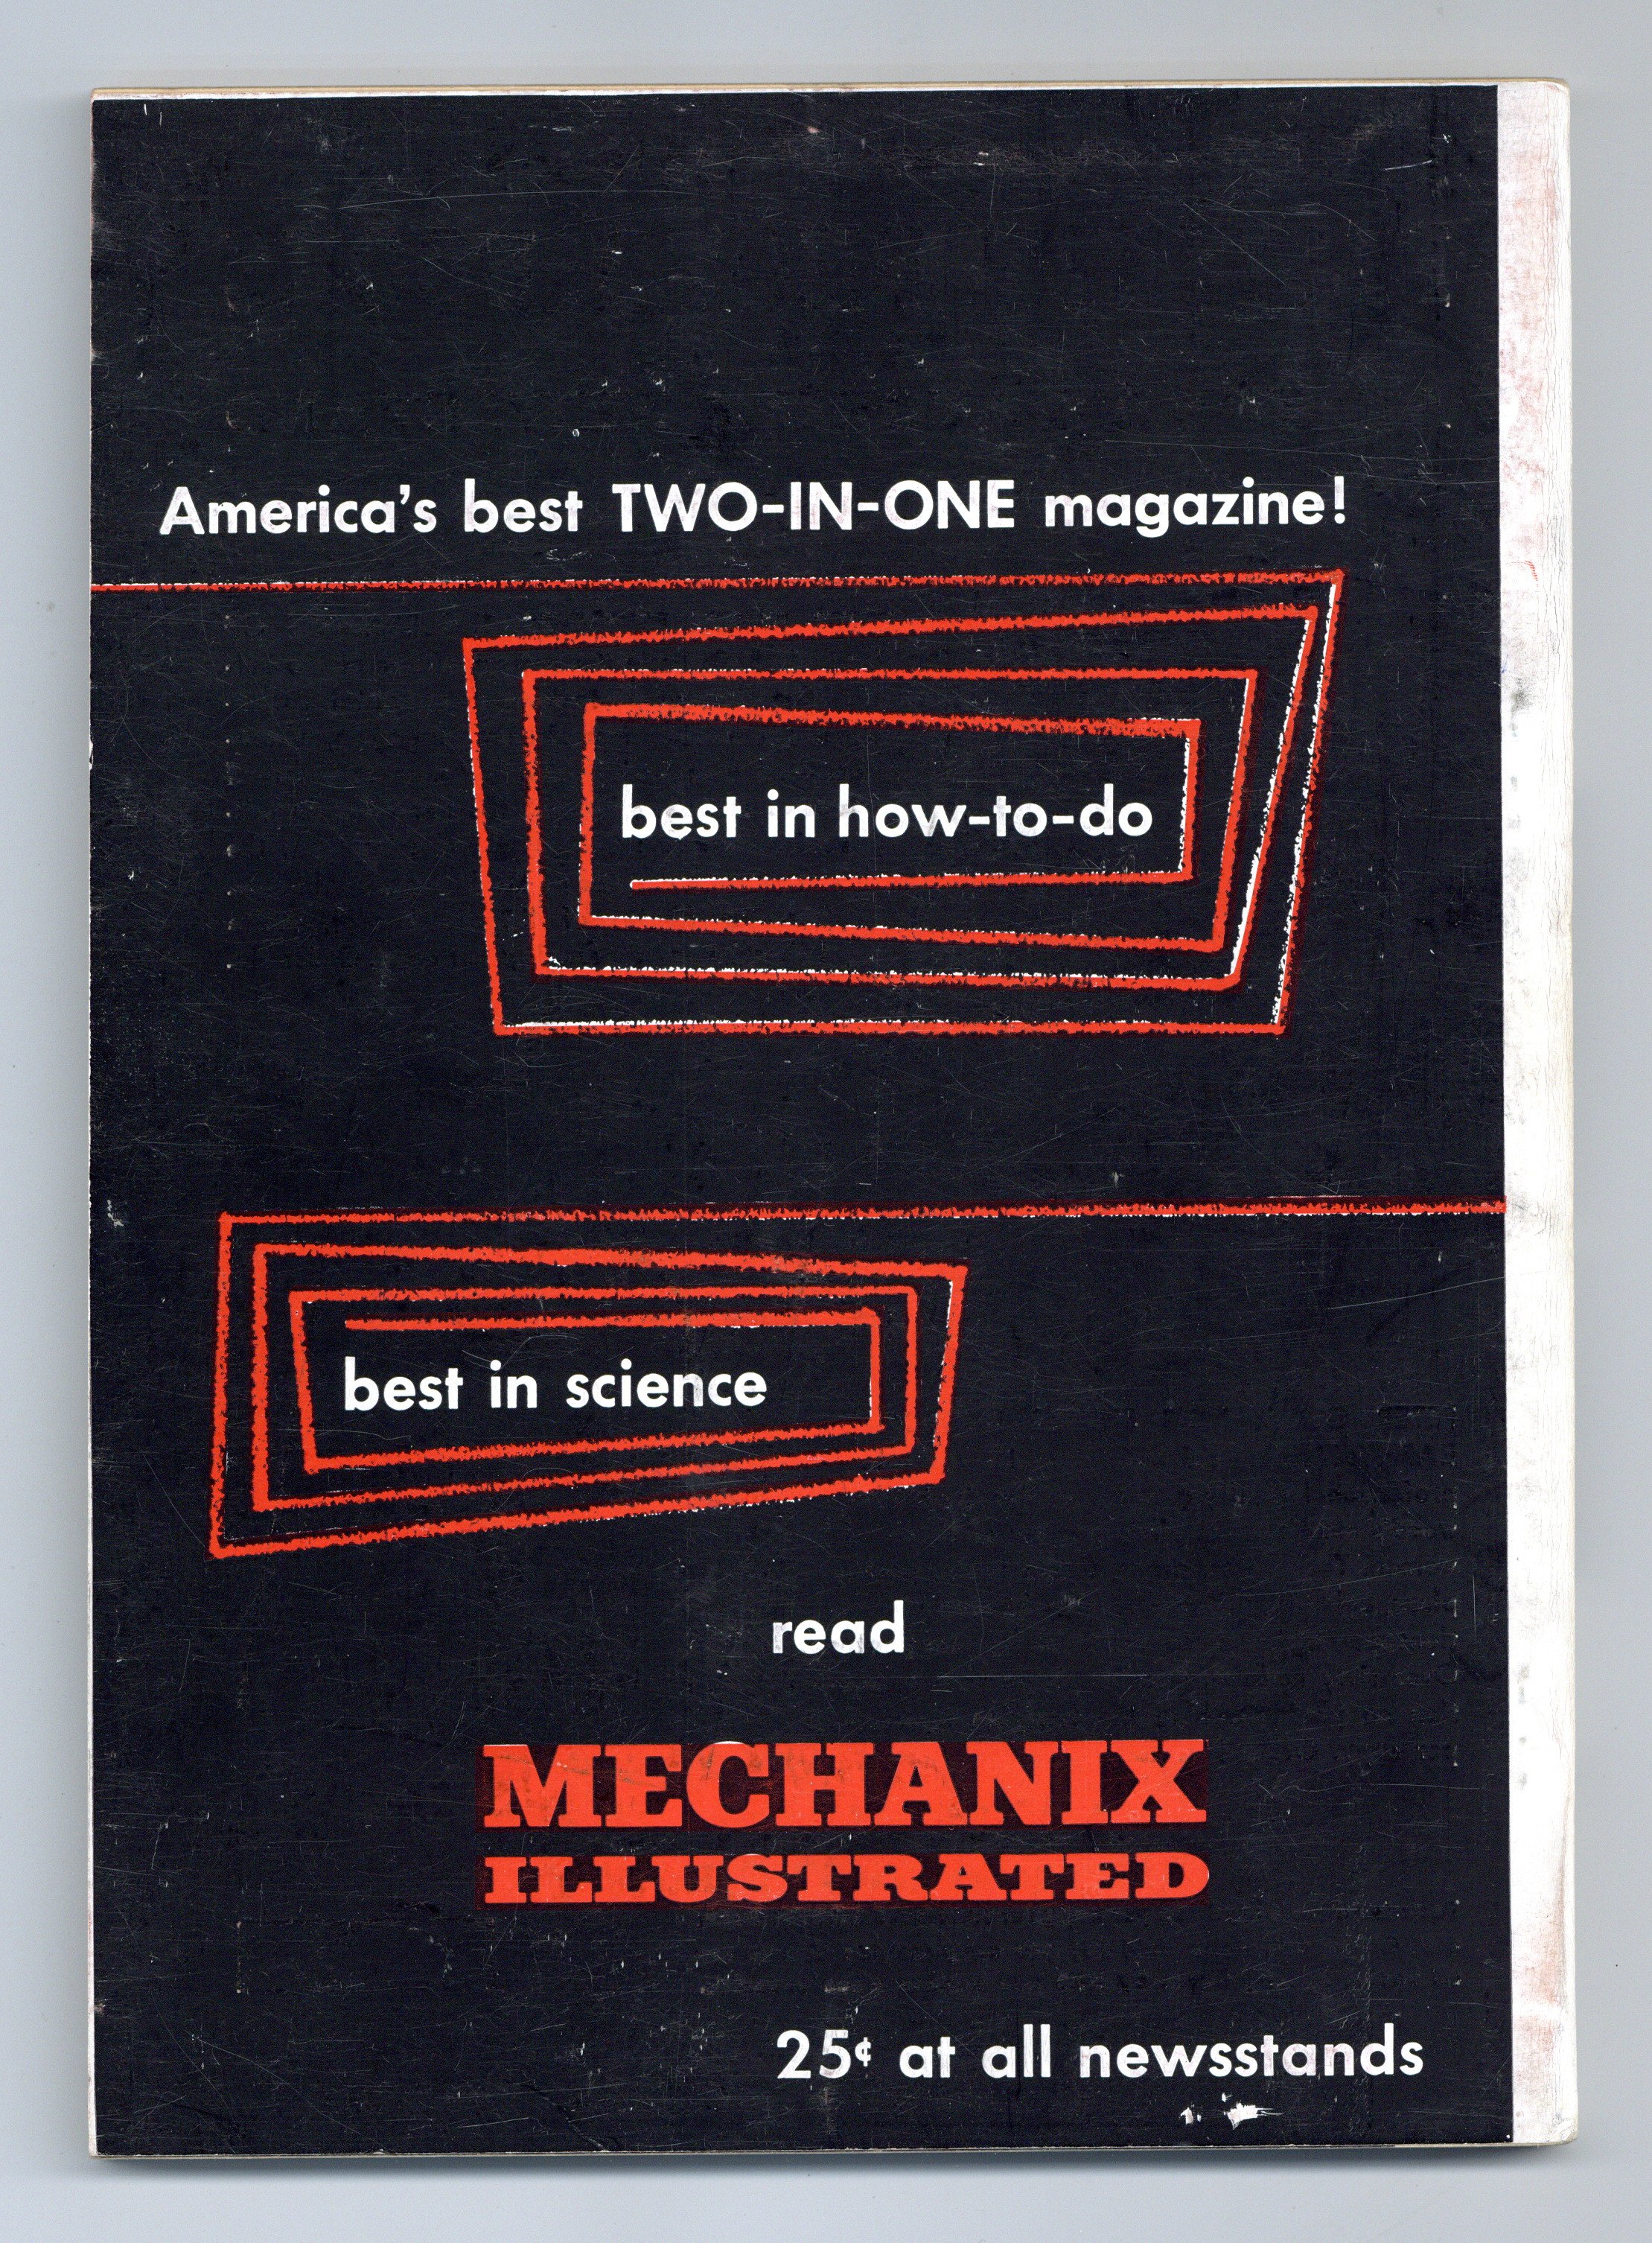 America's best TWO-IN-ONE magazine!
best in how-to-do
best in science
read
MECHANIX
ILLUSTRATED
25¢ at all newsstands